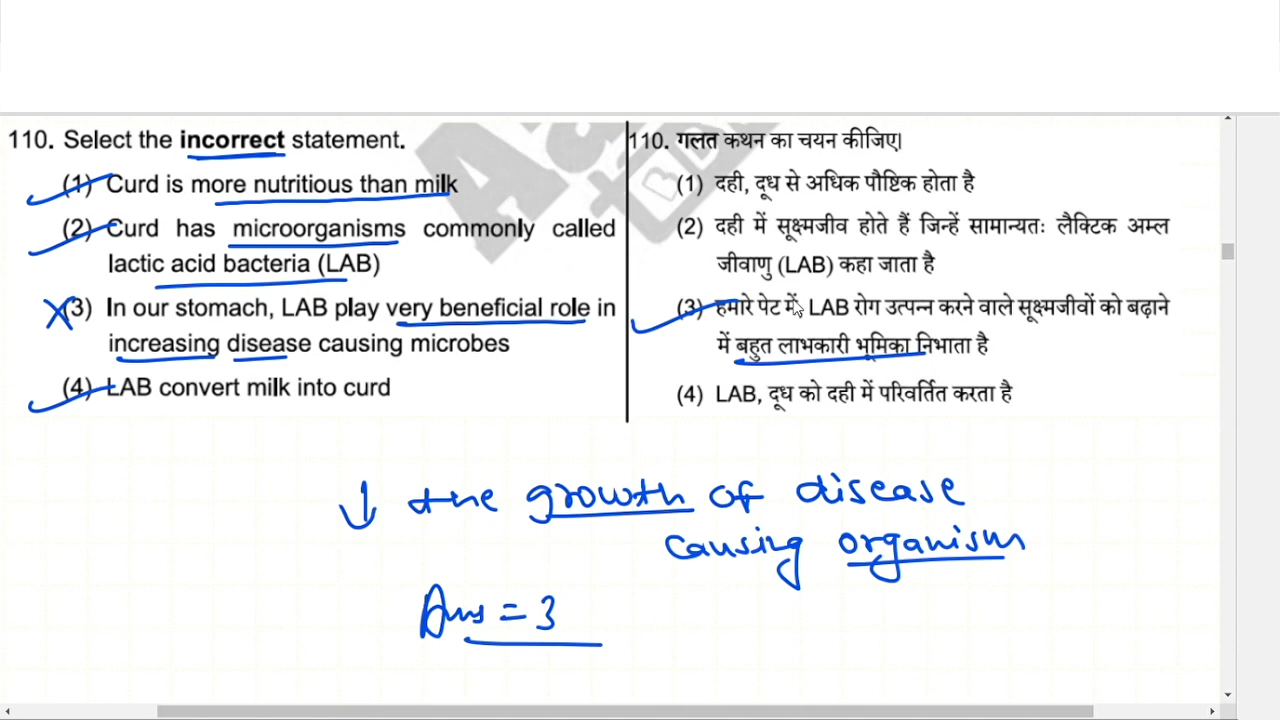 110. Select the incorrect statement.
(1) Curd is more nutritious than milk
(2) Curd has microorganisms commonly called
lactic acid bacteria (LAB)
(3) In our stomach, LAB play very beneficial role in
increasing disease causing microbes
(4) LAB convert milk into curd
110. गलत कथन का चयन कीजिए।
(1) दही, दूध से अधिक पौष्टिक होता है
(2) दही में सूक्ष्मजीव होते हैं जिन्हें सामान्यतः लैक्टिक अम्ल
जीवाणु (LAB) कहा जाता है
(3) हमारे पेट में LAB रोग उत्पन्न करने वाले सूक्ष्मजीवों को बढ़ाने
में बहुत लाभकारी भूमिका निभाता है
(4) LAB, दूध को दही में परिवर्तित करता है
↓ the growth of disease
causing organism
Ans = 3